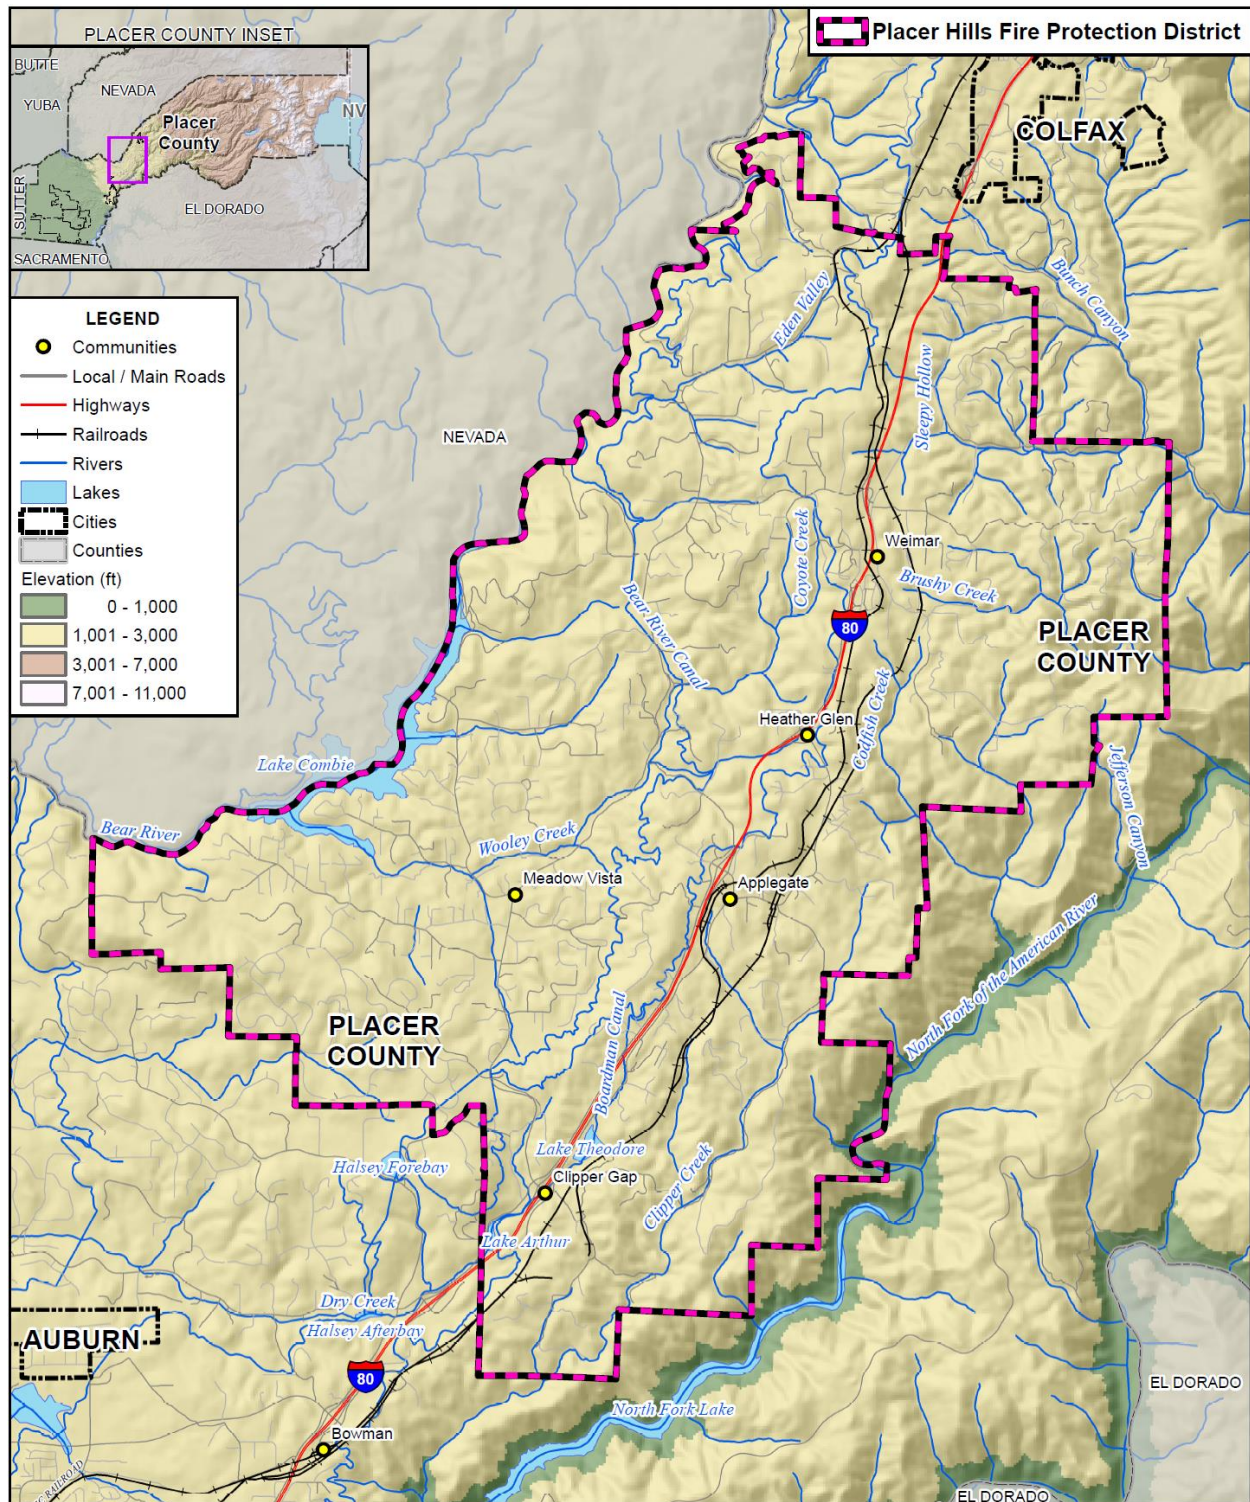 Placer Hills Fire Protection District
PLACER COUNTY INSET
BUTTE
YUBA
NEVADA
Placer
County
NV
SUTTER
EL DORADO
SACRAMENTO
COLFAX
LEGEND
Communities
Local / Main Roads
Highways
Railroads
Rivers
Lakes
Cities
Counties
Elevation (ft)
0 - 1,000
1,001 - 3,000
3,001 - 7,000
7,001 - 11,000
Eden Valley
Bunch Canyon
Sleepy Hollow
NEVADA
Weimar
Coyote Creek
Brushy Creek
Bear River Canal
80
PLACER
COUNTY
Heather Glen
Codfish Creek
Jefferson Canyon
Lake Combie
Bear River
Wooley Creek
Meadow Vista
Applegate
North Fork of the American River
PLACER
COUNTY
Boardman Canal
Lake Theodore
Halsey Forebay
Clipper Gap
Clipper Creek
Lake Arthur
Dry Creek
Halsey Afterbay
AUBURN
80
EL DORADO
North Fork Lake
Bowman
C RAILROAD
EL DORADO